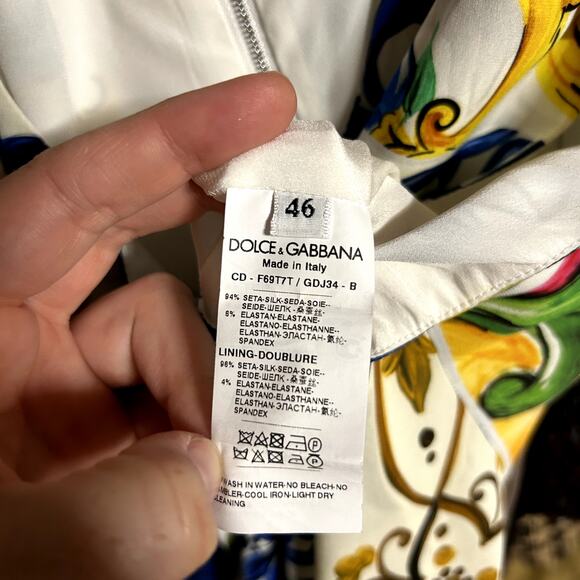 46
DOLCE & GABBANA
Made in Italy
CD - F69T7T / GDJ34 - B
94% SETA-SILK-SEDA-SOIE--
SEIDE-ШЕЛК -桑蚕丝-
6% ELASTAN-ELASTANE-
ELASTANO-ELASTHANNE--
ELASTHAN-ЭЛАСТАН-氨纶-
SPANDEX
LINING-DOUBLURE
96% SETA-SILK-SEDA-SOIE--
SEIDE-ШЕЛК -桑蚕丝-
4% ELASTAN-ELASTANE-
ELASTANO-ELASTHANNE--
ELASTHAN-ЭЛАСТАН-氨纶-
SPANDEX
P
P
WASH IN WATER-NO BLEACH-NO
COOL IRON-LIGHT DRY